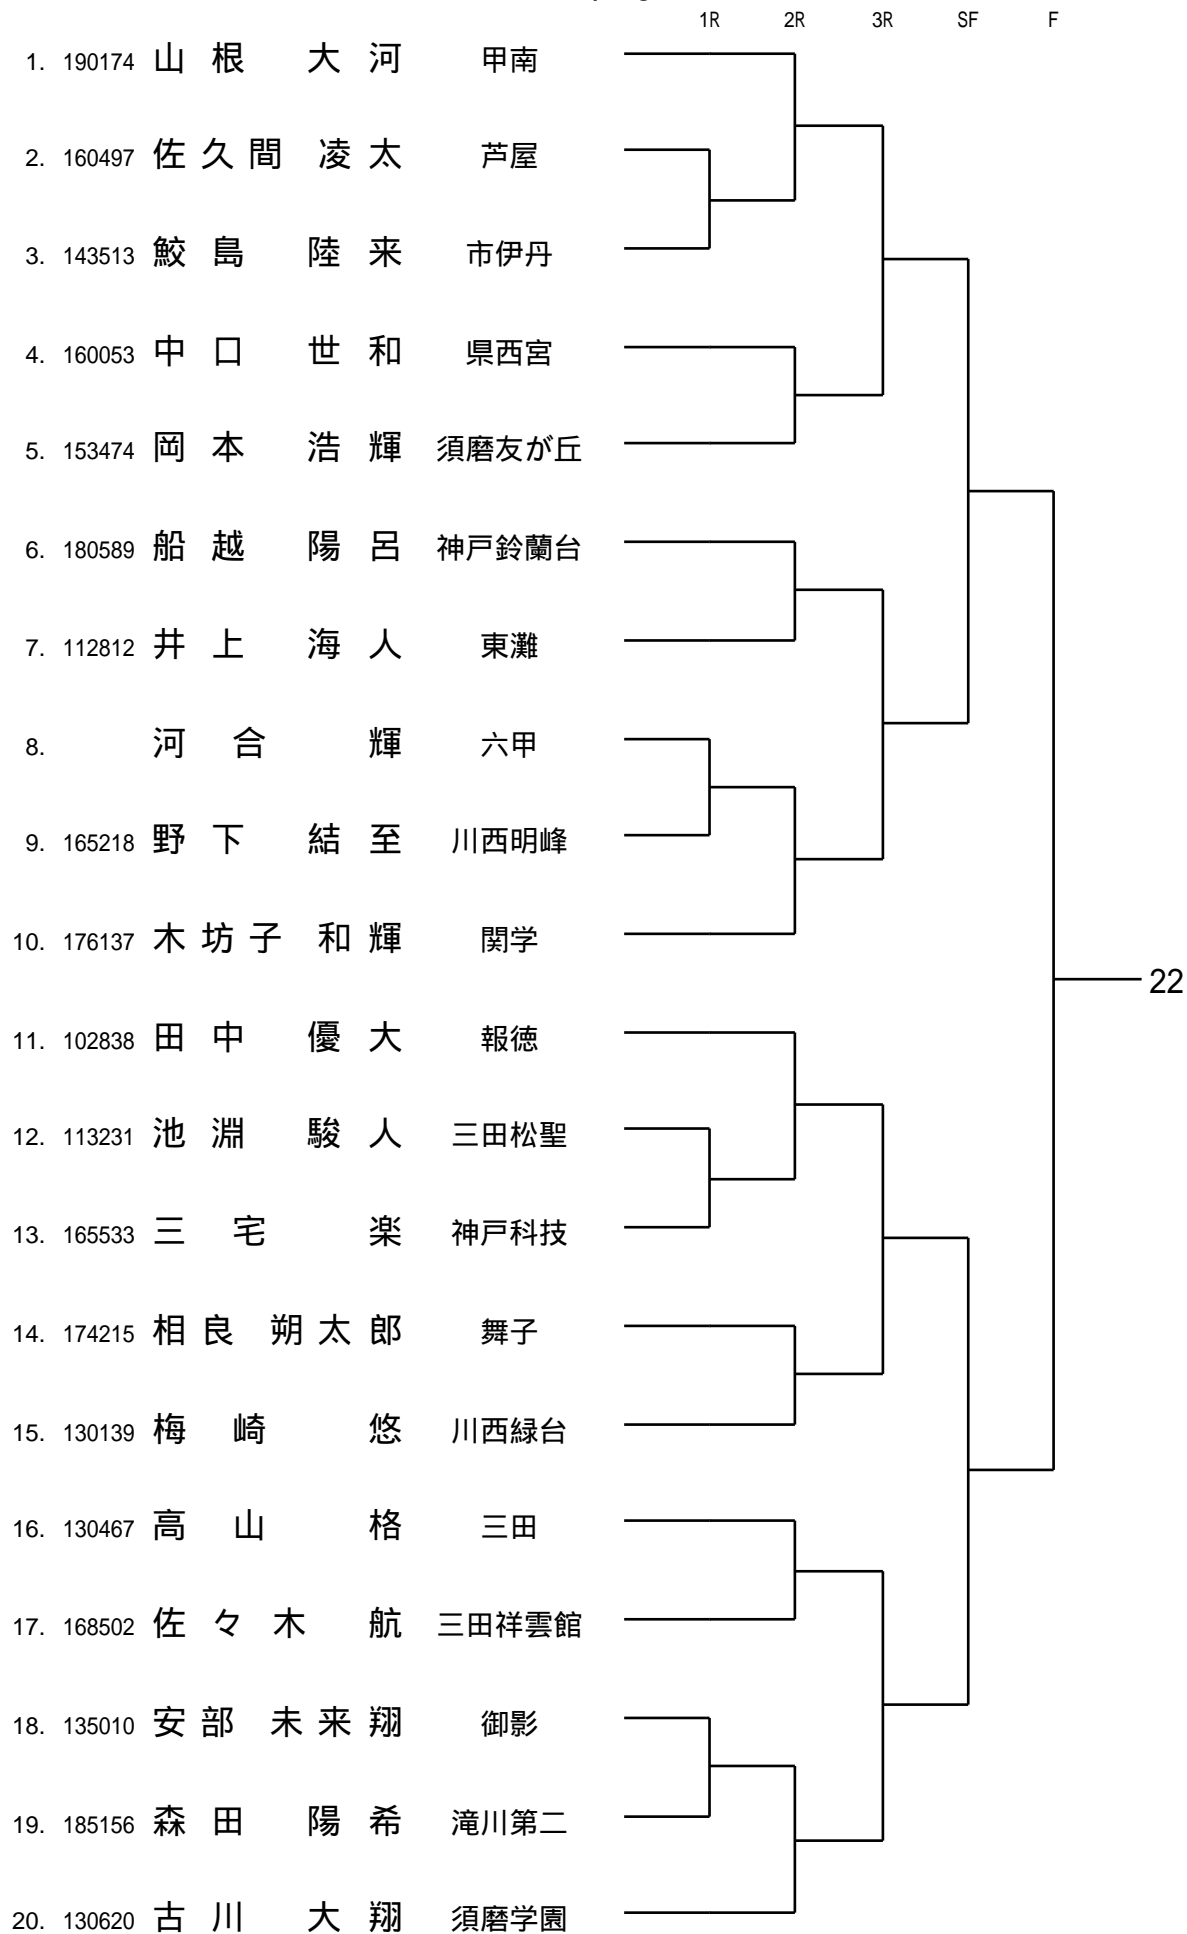 1R 2R 3R SF F
1. 190174 山根 大河 甲南
2. 160497 佐久間 凌太 芦屋
3. 143513 鮫島 陸来 市伊丹
4. 160053 中口 世和 県西宮
5. 153474 岡本 浩輝 須磨友が丘
6. 180589 船越 陽呂 神戸鈴蘭台
7. 112812 井上 海人 東灘
8. 河合 輝 六甲
9. 165218 野下 結至 川西明峰
10. 176137 木坊子 和輝 関学
22
11. 102838 田中 優大 報徳
12. 113231 池淵 駿人 三田松聖
13. 165533 三宅 楽 神戸科技
14. 174215 相良 朔太郎 舞子
15. 130139 梅崎 悠 川西緑台
16. 130467 高山 格 三田
17. 168502 佐々木 航 三田祥雲館
18. 135010 安部 未来翔 御影
19. 185156 森田 陽希 滝川第二
20. 130620 古川 大翔 須磨学園